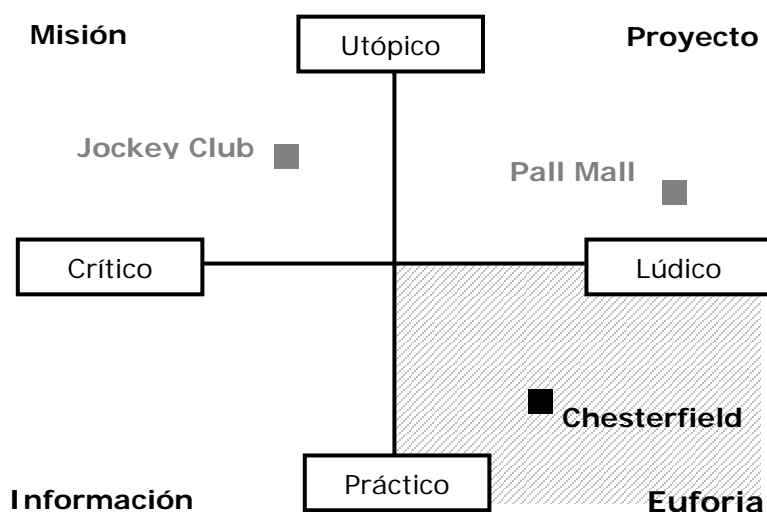 Misión
Utópico
Proyecto
Jockey Club
Pall Mall
Crítico
Lúdico
Chesterfield
Práctico
Información
Euforia